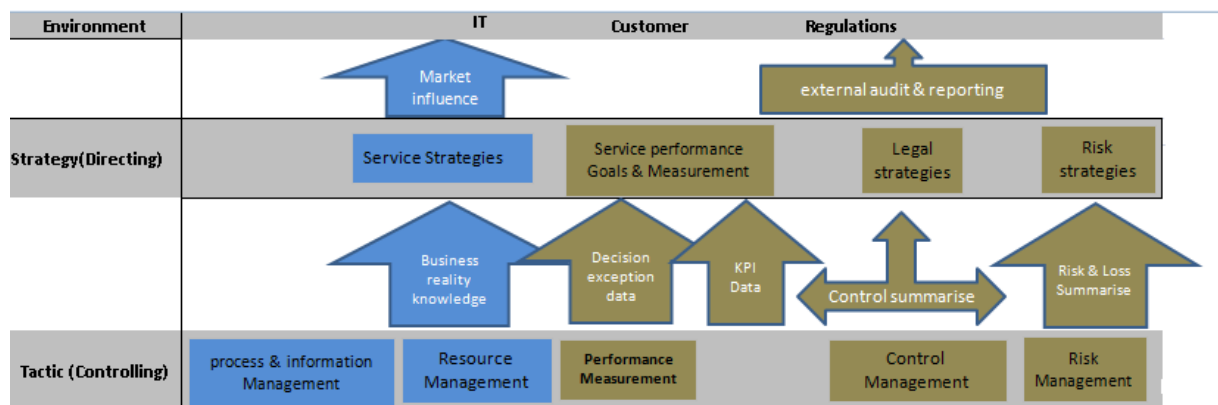 Environment
IT
Customer
Regulations
Market
influence
external audit & reporting
Strategy(Directing)
Service Strategies
Service performance
Goals & Measurement
Legal
strategies
Risk
strategies
Business
reality
knowledge
Decision
exception
data
KPI
Data
Control summarise
Risk & Loss
Summarise
Tactic (Controlling)
process & information
Management
Resource
Management
Performance
Measurement
Control
Management
Risk
Management